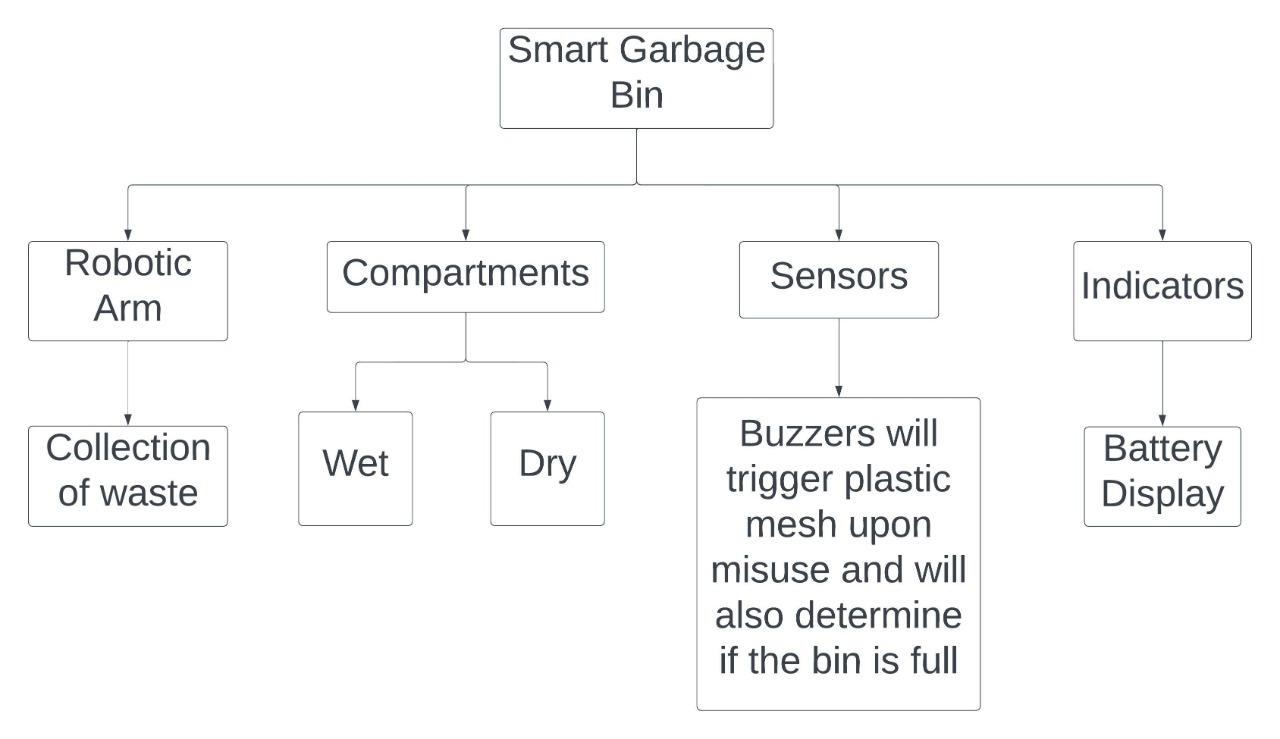 Smart Garbage
Bin
Robotic
Arm
Compartments
Sensors
Indicators
Collection
of waste
Wet
Dry
Buzzers will
trigger plastic
mesh upon
misuse and will
also determine
if the bin is full
Battery
Display